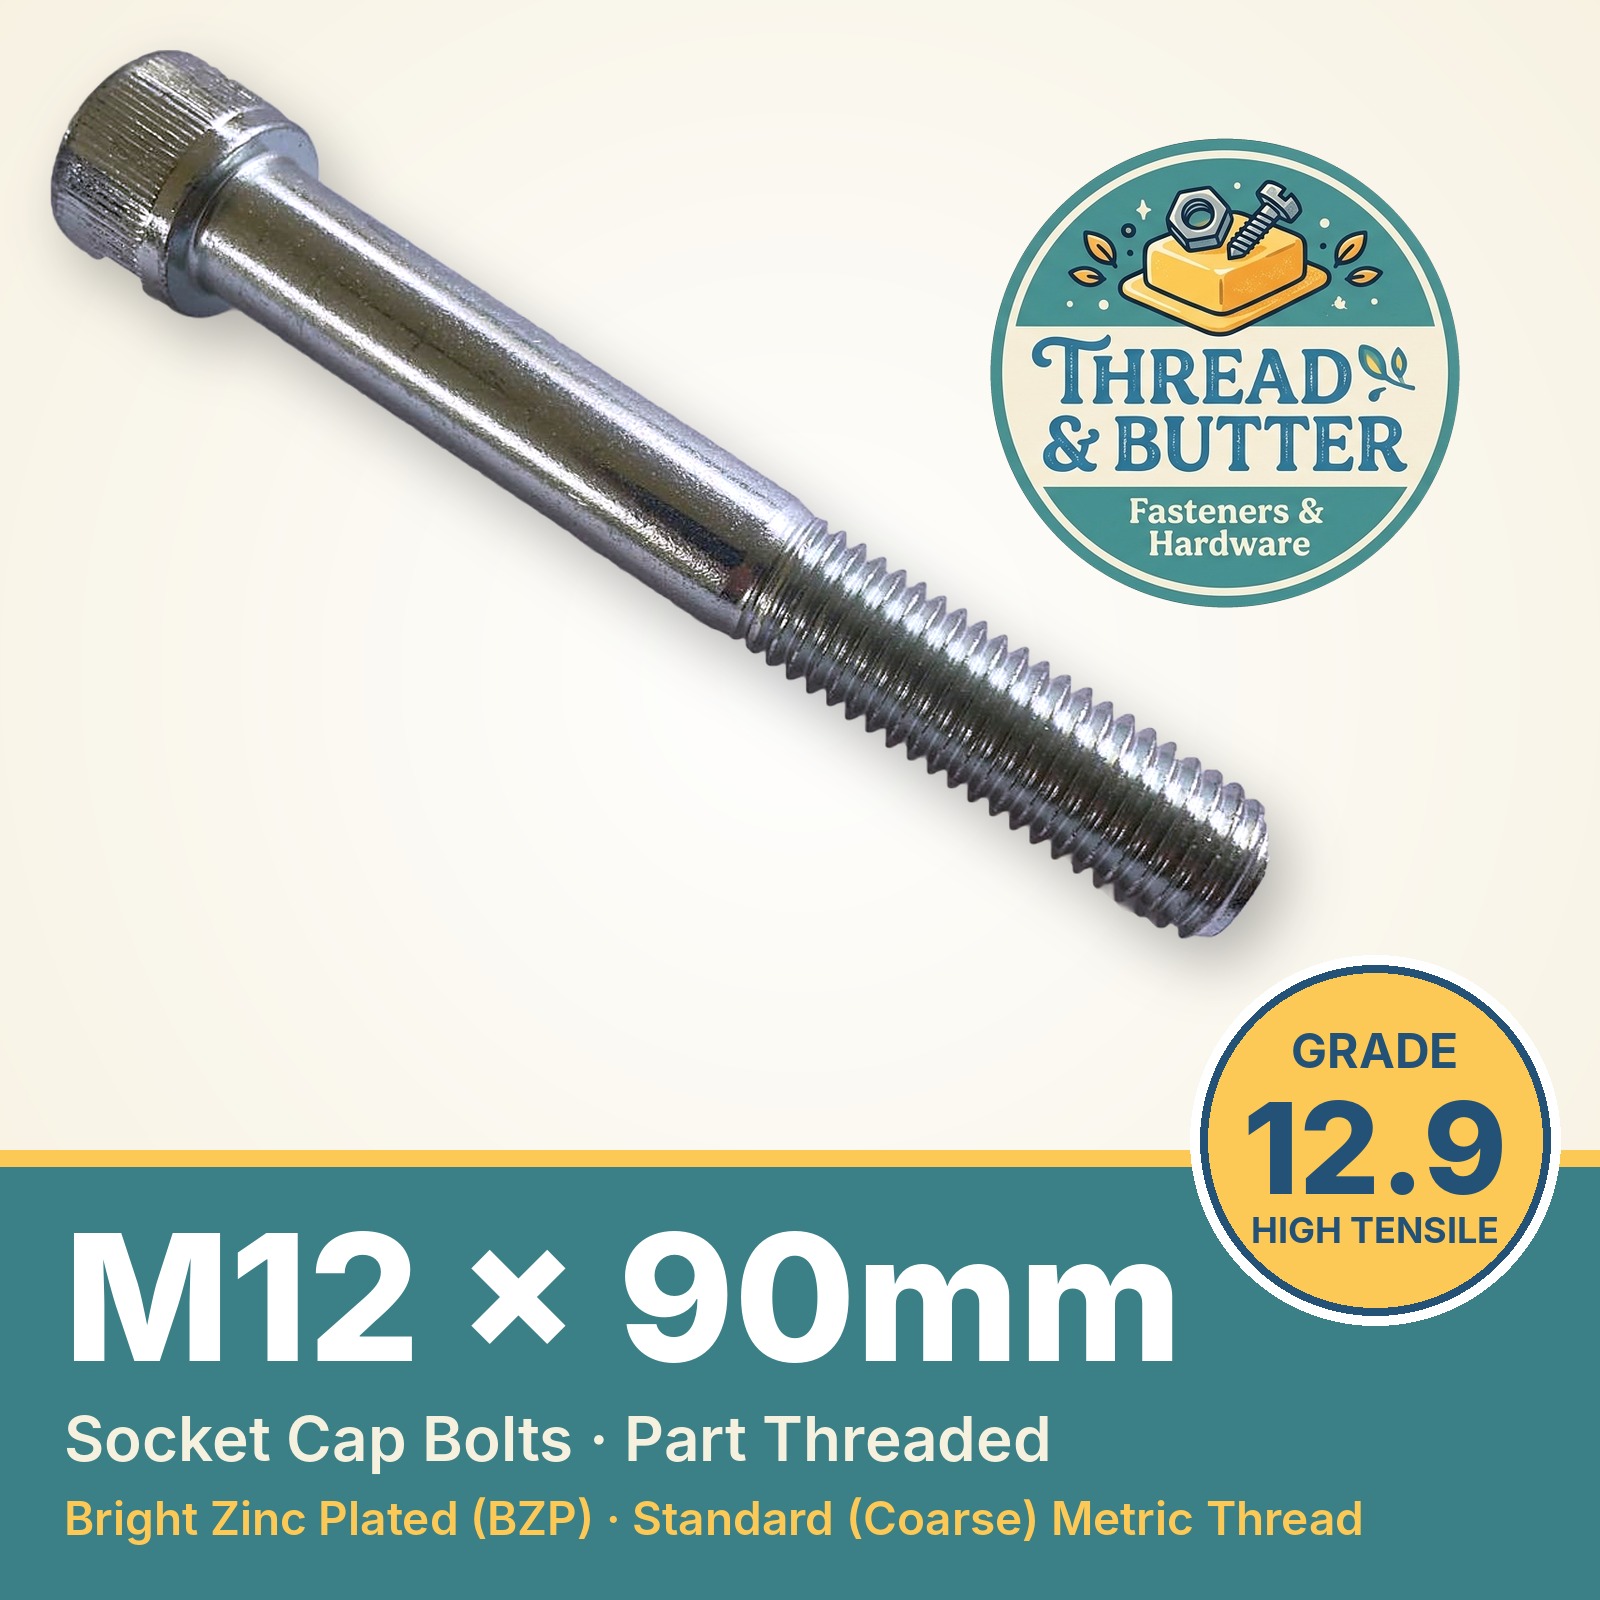 THREAD
& BUTTER
Fasteners &
Hardware
GRADE
12.9
HIGH TENSILE
M12 × 90mm
Socket Cap Bolts · Part Threaded
Bright Zinc Plated (BZP) · Standard (Coarse) Metric Thread